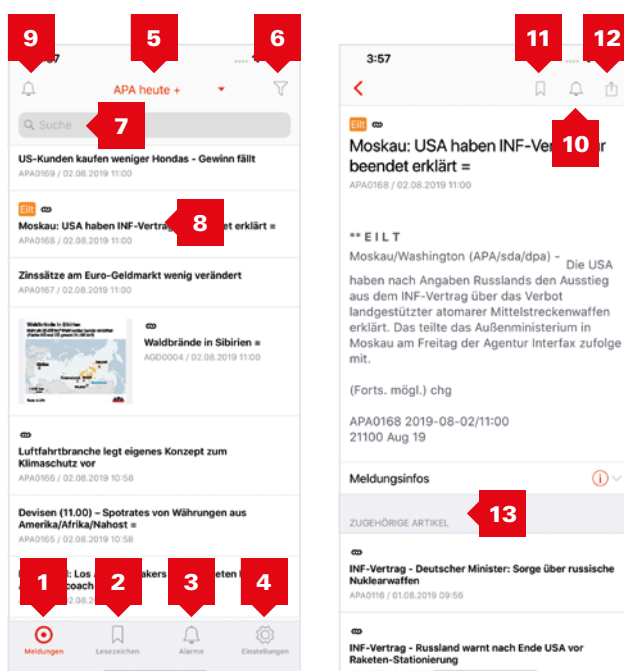 9
5
6
APA heute +
Suche
7
US-Kunden kaufen weniger Hondas - Gewinn fällt
APA0169 / 02.08.2019 11:00
Eilt
Moskau: USA haben INF-Vertrag et erklärt =
8
APA0168 / 02.08.2019 11:00
Zinssätze am Euro-Geldmarkt wenig verändert
APA0167 / 02.08.2019 11:00
Waldbrände in Sibirien
Waldbrände in Sibirien =
AGD0004 / 02.08.2019 11:00
Luftfahrtbranche legt eigenes Konzept zum
Klimaschutz vor
APA0166 / 02.08.2019 10:58
Devisen (11.00) – Spotrates von Währungen aus
Amerika/Afrika/Nahost =
APA0165 / 02.08.2019 10:58
: Los
coach
1
2
3
4
Meldungen
Lesezeichen
Alarme
Einstellungen
11
12
3:57
10
Eilt
Moskau: USA haben INF-Ve r
beendet erklärt =
APA0168 / 02.08.2019 11:00
** E I L T
Moskau/Washington (APA/sda/dpa) - Die USA
haben nach Angaben Russlands den Ausstieg
aus dem INF-Vertrag über das Verbot
landgestützter atomarer Mittelstreckenwaffen
erklärt. Das teilte das Außenministerium in
Moskau am Freitag der Agentur Interfax zufolge
mit.
(Forts. mögl.) chg
APA0168 2019-08-02/11:00
21100 Aug 19
Meldungsinfos
13
ZUGEHÖRIGE ARTIKEL
INF-Vertrag - Deutscher Minister: Sorge über russische
Nuklearwaffen
APA0116 / 01.08.2019 09:56
INF-Vertrag - Russland warnt nach Ende USA vor
Raketen-Stationierung